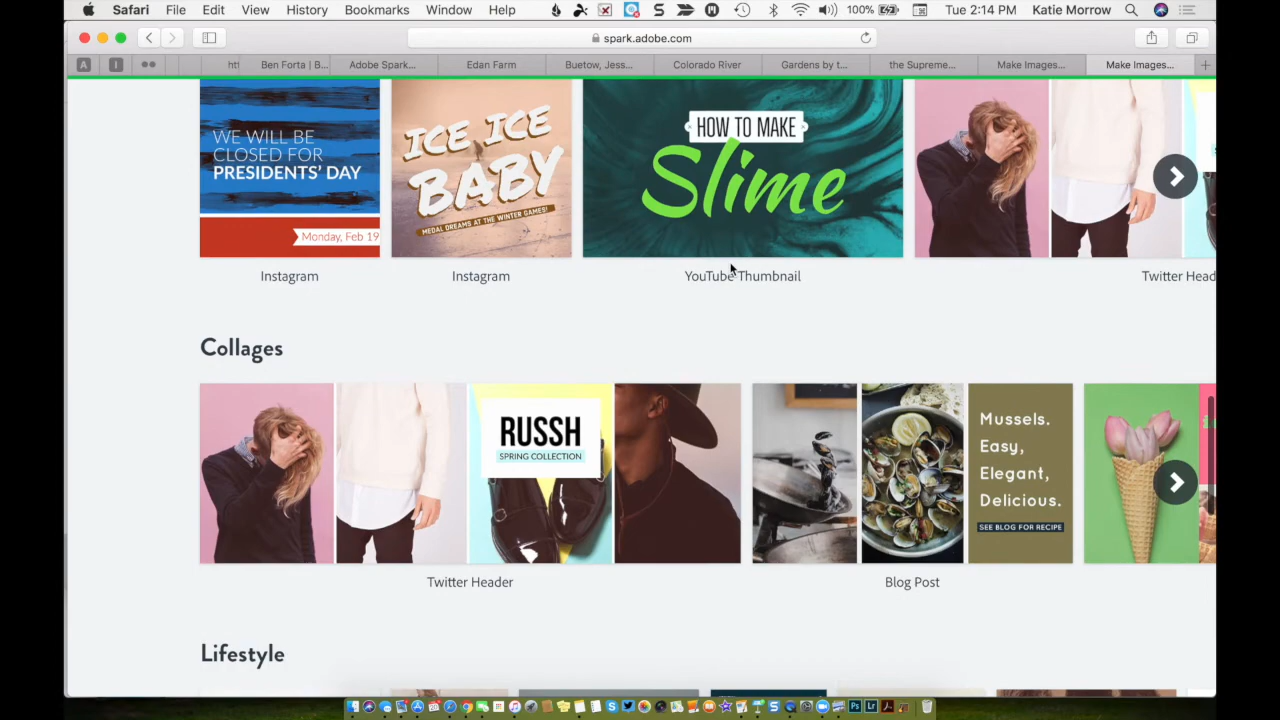 Safari File Edit View History Bookmarks Window Help 100% Tue 2:14 PM Katie Morrow
spark.adobe.com
htt Ben Forta | B... Adobe Spark... Edan Farm Buetow, Jess... Colorado River Gardens by t... the Supreme... Make Images... Make Images...
WE WILL BE
CLOSED FOR
PRESIDENTS' DAY
Monday, Feb 19
ICE ICE
BABY
MEDAL DREAMS AT THE WINTER GAMES!
HOW TO MAKE
Slime
Instagram
Instagram
YouTube Thumbnail
Twitter Head
Collages
RUSSH
SPRING COLLECTION
Mussels.
Easy,
Elegant,
Delicious.
SEE BLOG FOR RECIPE
Twitter Header
Blog Post
Lifestyle